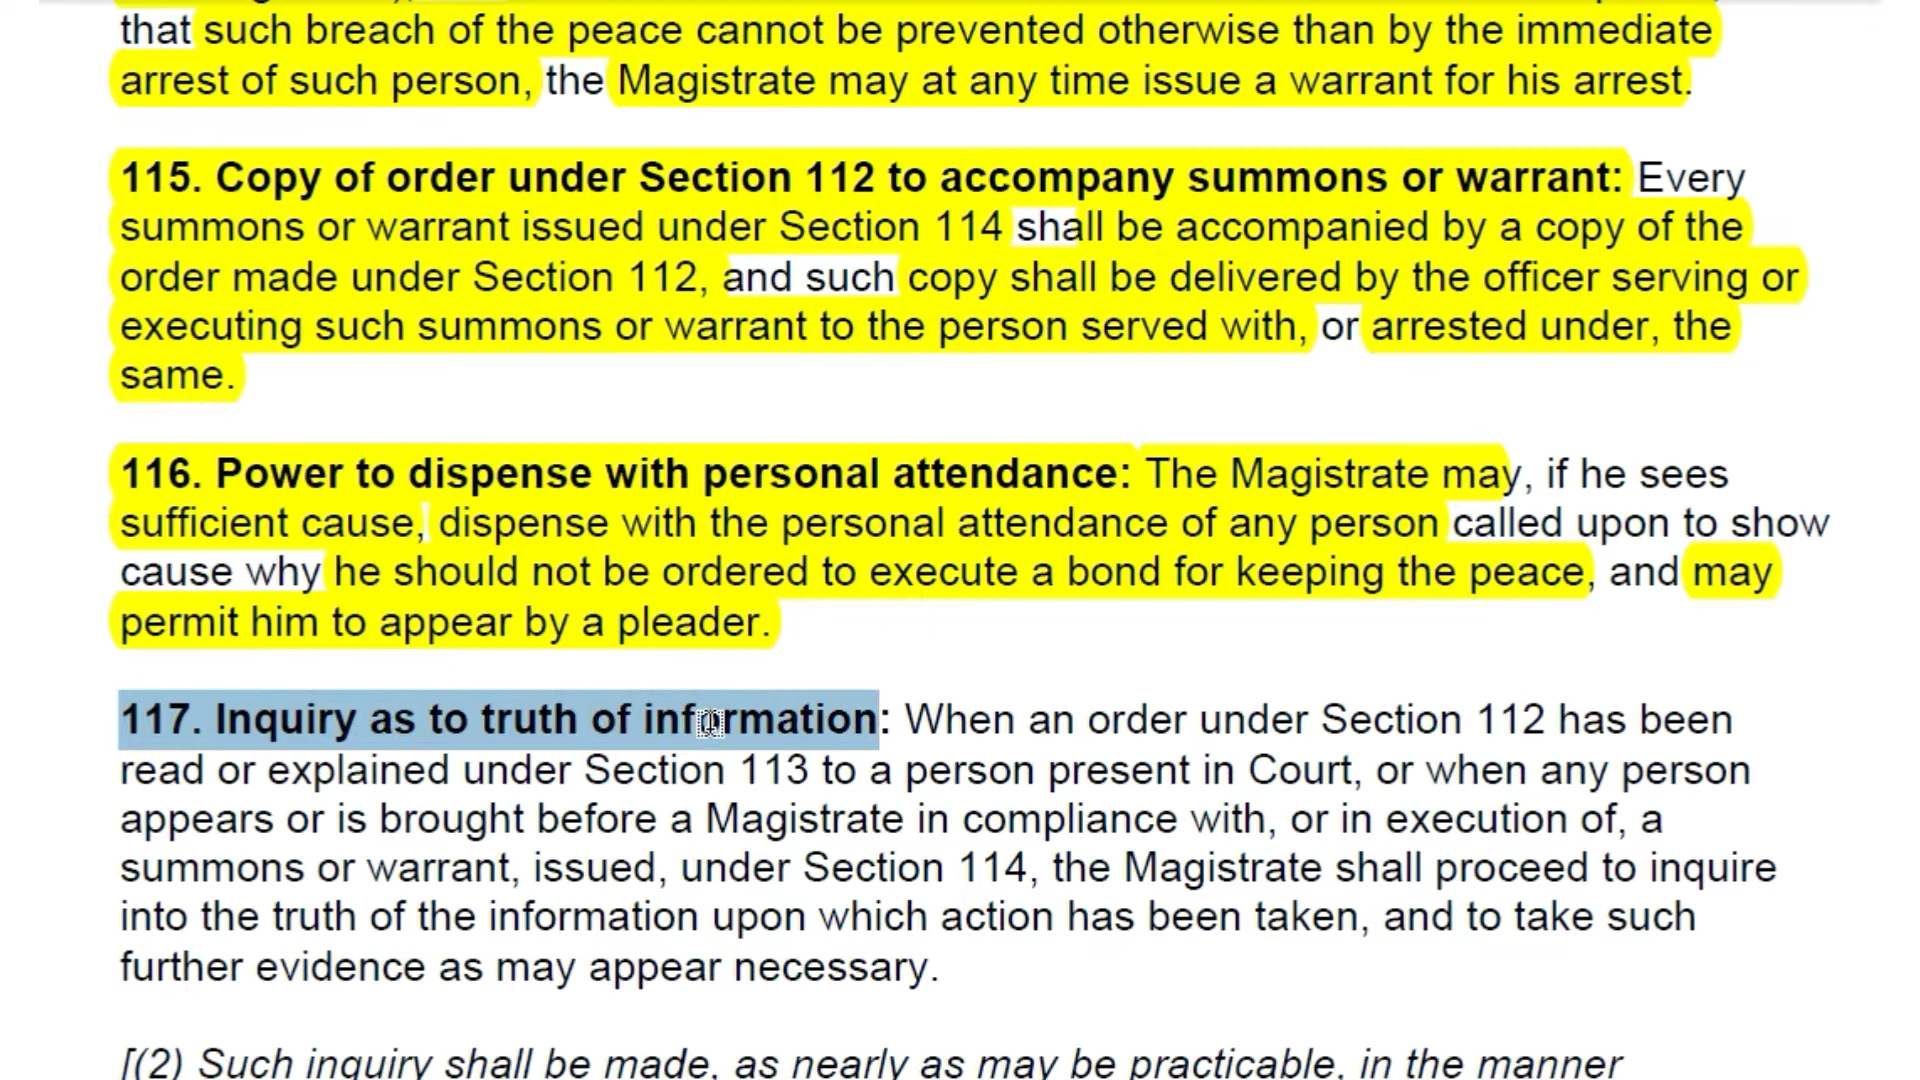 that such breach of the peace cannot be prevented otherwise than by the immediate
arrest of such person, the Magistrate may at any time issue a warrant for his arrest.
115. Copy of order under Section 112 to accompany summons or warrant: Every
summons or warrant issued under Section 114 shall be accompanied by a copy of the
order made under Section 112, and such copy shall be delivered by the officer serving or
executing such summons or warrant to the person served with, or arrested under, the
same.
116. Power to dispense with personal attendance: The Magistrate may, if he sees
sufficient cause, dispense with the personal attendance of any person called upon to show
cause why he should not be ordered to execute a bond for keeping the peace, and may
permit him to appear by a pleader.
117. Inquiry as to truth of information: When an order under Section 112 has been
read or explained under Section 113 to a person present in Court, or when any person
appears or is brought before a Magistrate in compliance with, or in execution of, a
summons or warrant, issued, under Section 114, the Magistrate shall proceed to inquire
into the truth of the information upon which action has been taken, and to take such
further evidence as may appear necessary.
[(2) Such inquiry shall be made, as nearly as may be practicable, in the manner